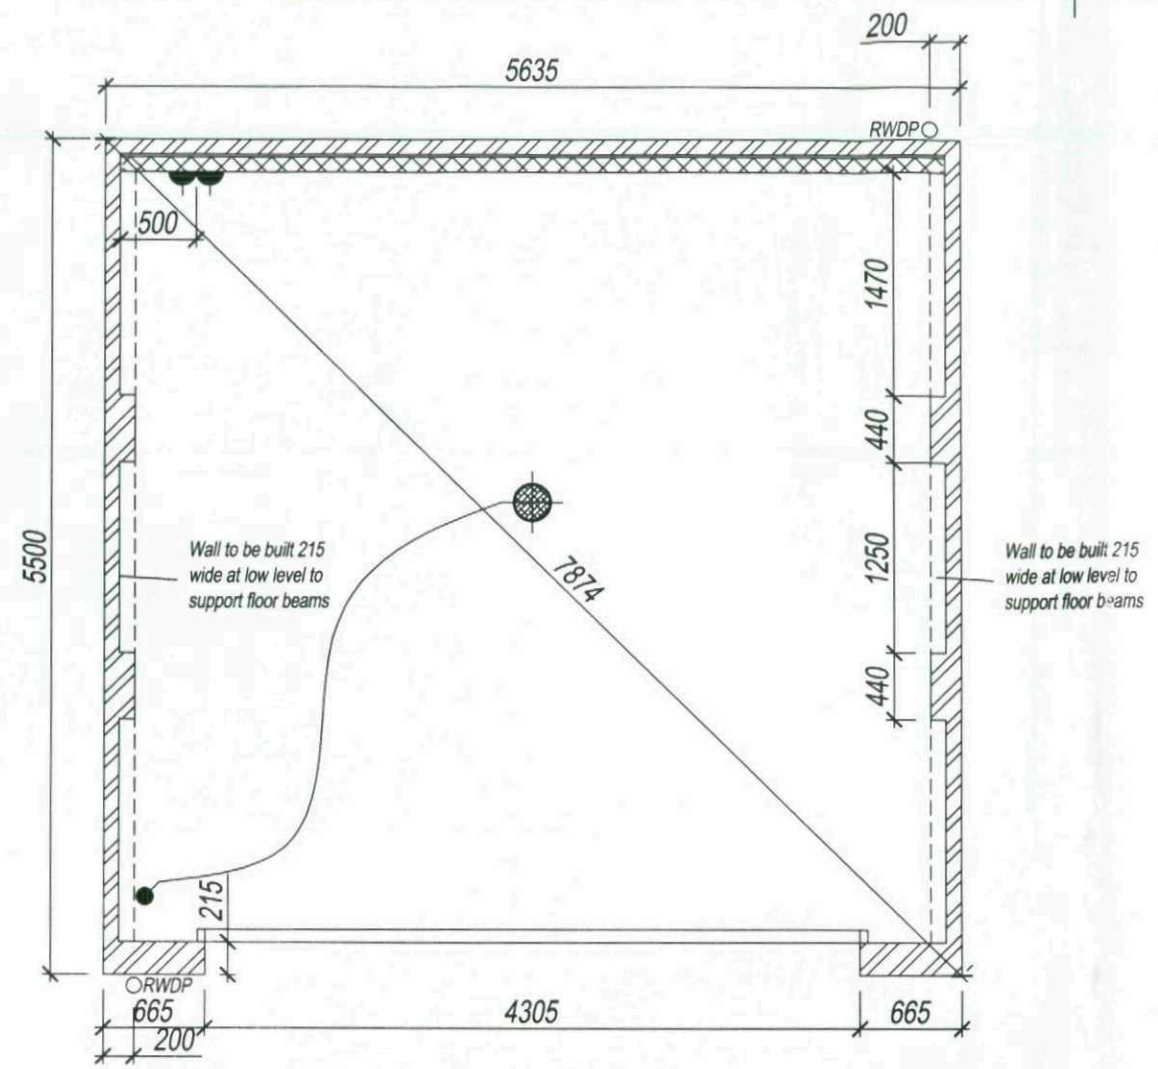 200
5635
RWDP
500
1470
440
5500
Wall to be built 215
wide at low level to
support floor beams
7874
1250
Wall to be built 215
wide at low level to
support floor beams
440
215
RWDP
665
4305
665
200